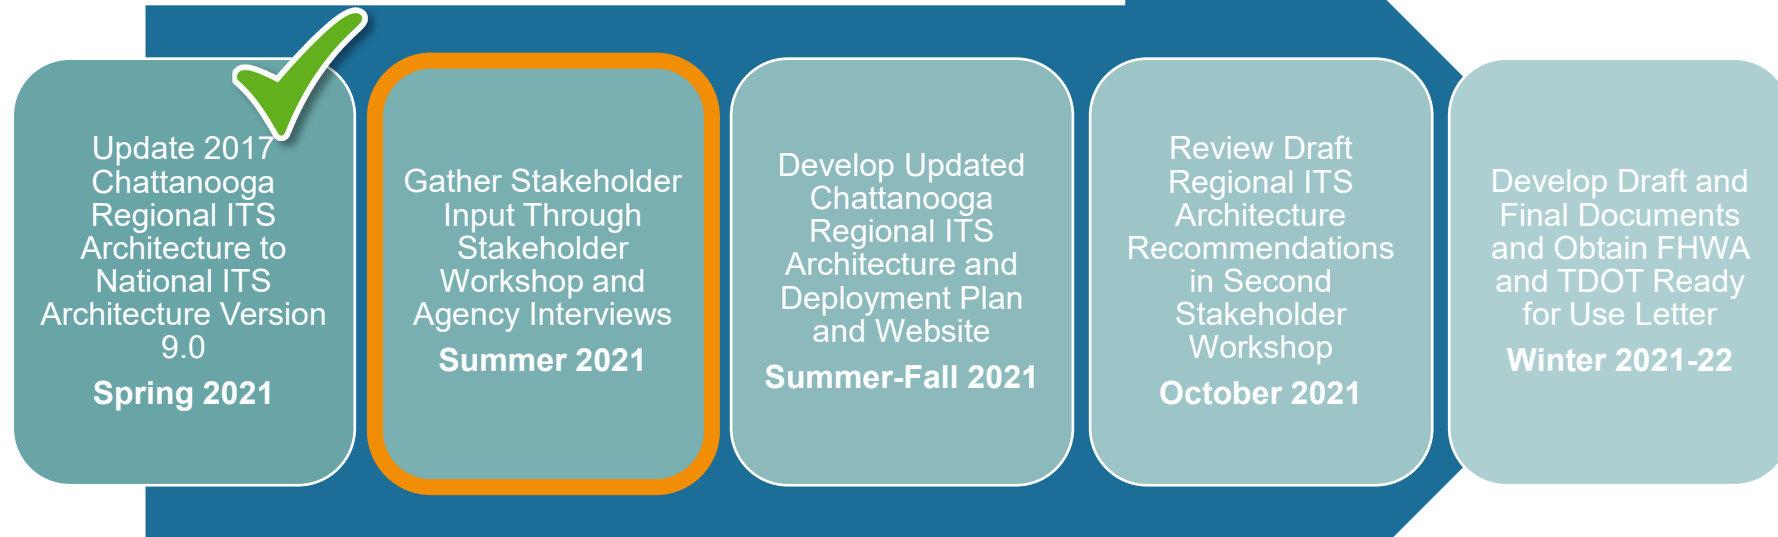 Update 2017
Chattanooga
Regional ITS
Architecture to
National ITS
Architecture Version
9.0
Spring 2021
Gather Stakeholder
Input Through
Stakeholder
Workshop and
Agency Interviews
Summer 2021
Develop Updated
Chattanooga
Regional ITS
Architecture and
Deployment Plan
and Website
Summer-Fall 2021
Review Draft
Regional ITS
Architecture
Recommendations
in Second
Stakeholder
Workshop
October 2021
Develop Draft and
Final Documents
and Obtain FHWA
and TDOT Ready
for Use Letter
Winter 2021-22